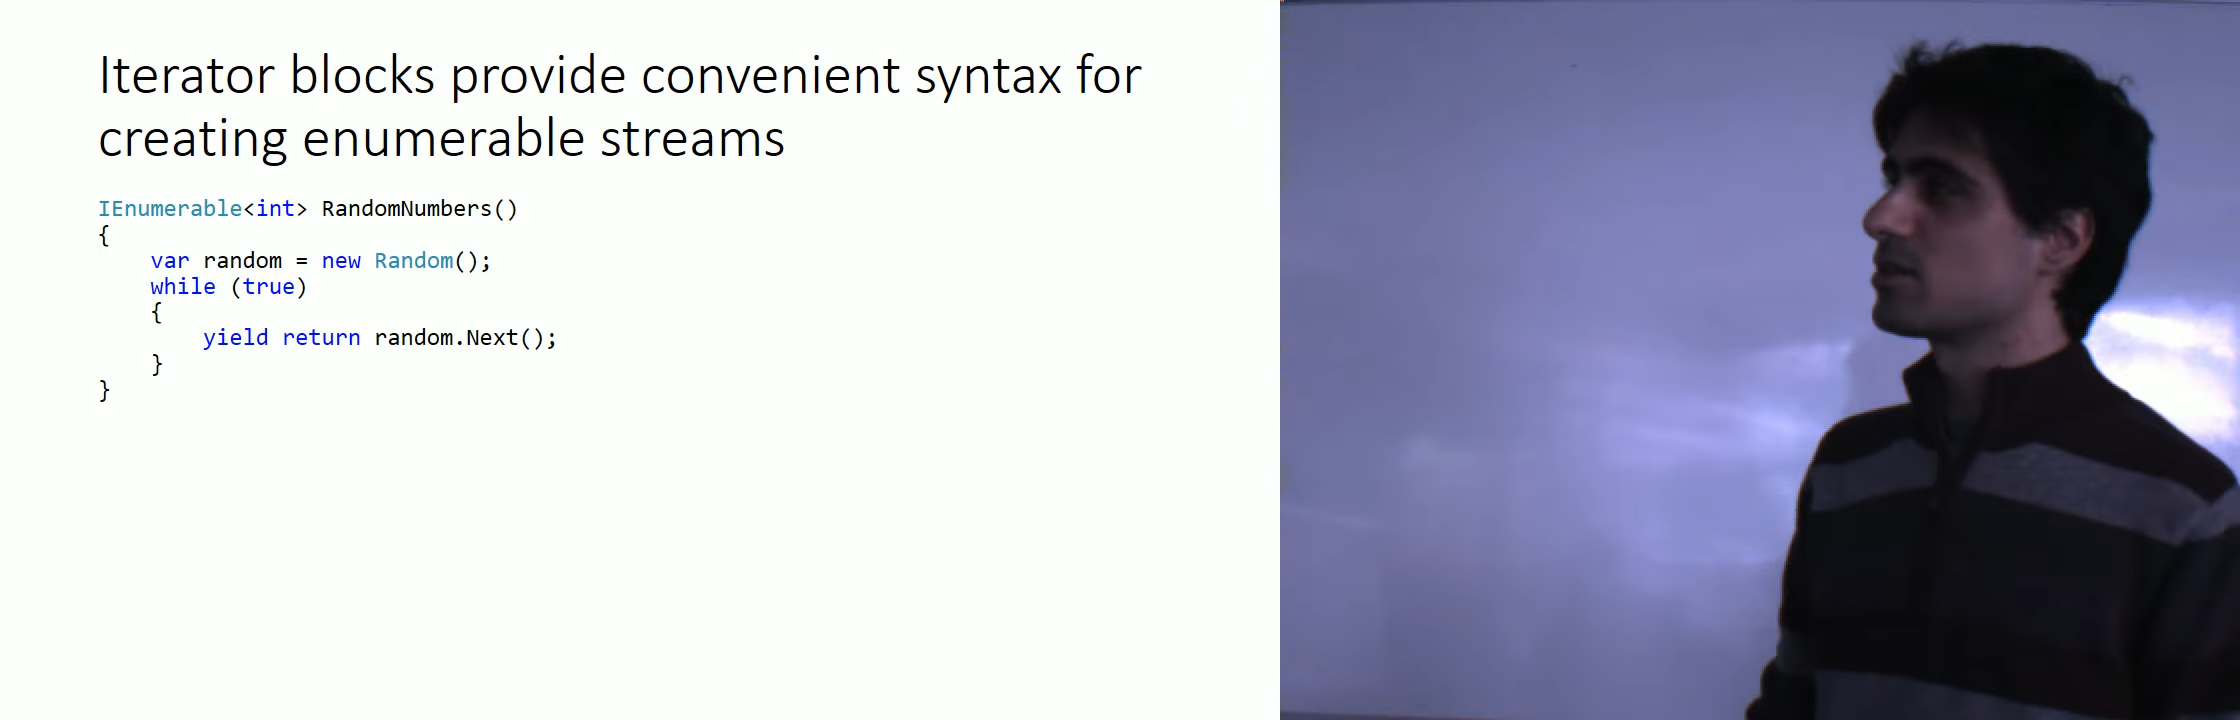 Iterator blocks provide convenient syntax for
creating enumerable streams
IEnumerable<int> RandomNumbers()
{
    var random = new Random();
    while (true)
    {
        yield return random.Next();
    }
}